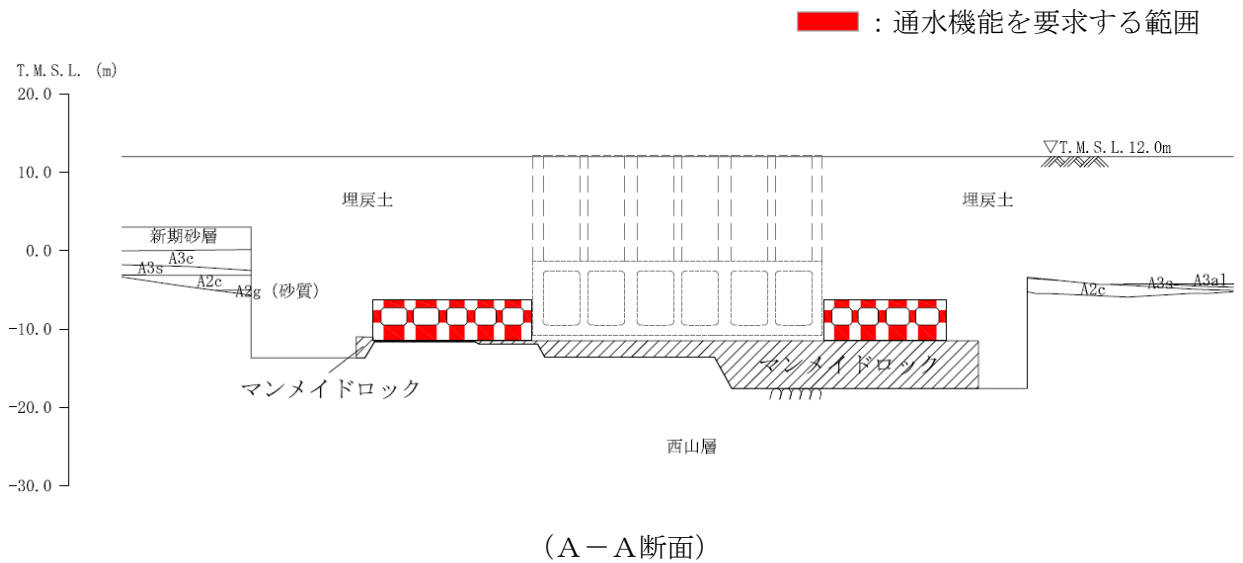 ：通水機能を要求する範囲
T.M.S.L. (m)
20.0
▽T.M.S.L.12.0m
10.0
埋戻土
埋戻土
新期砂層
0.0
A3c
A3s
A2c
A2g（砂質）
A3s
A3al
A2c
-10.0
マンメイドロック
マンメイドロック
-20.0
西山層
-30.0
（A－A断面）